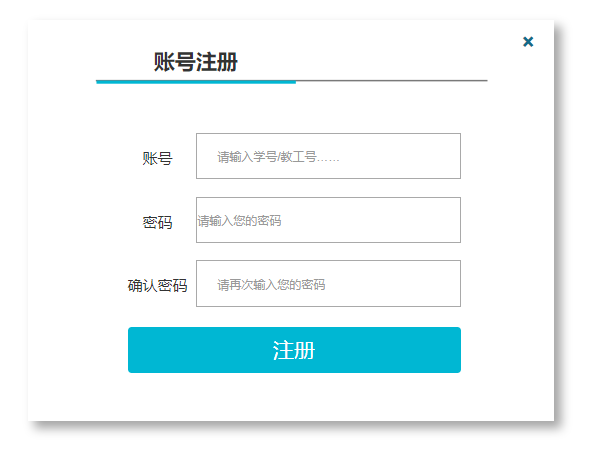 账号注册
×
账号
请输入学号/教工号……
密码
请输入您的密码
确认密码
请再次输入您的密码
注册